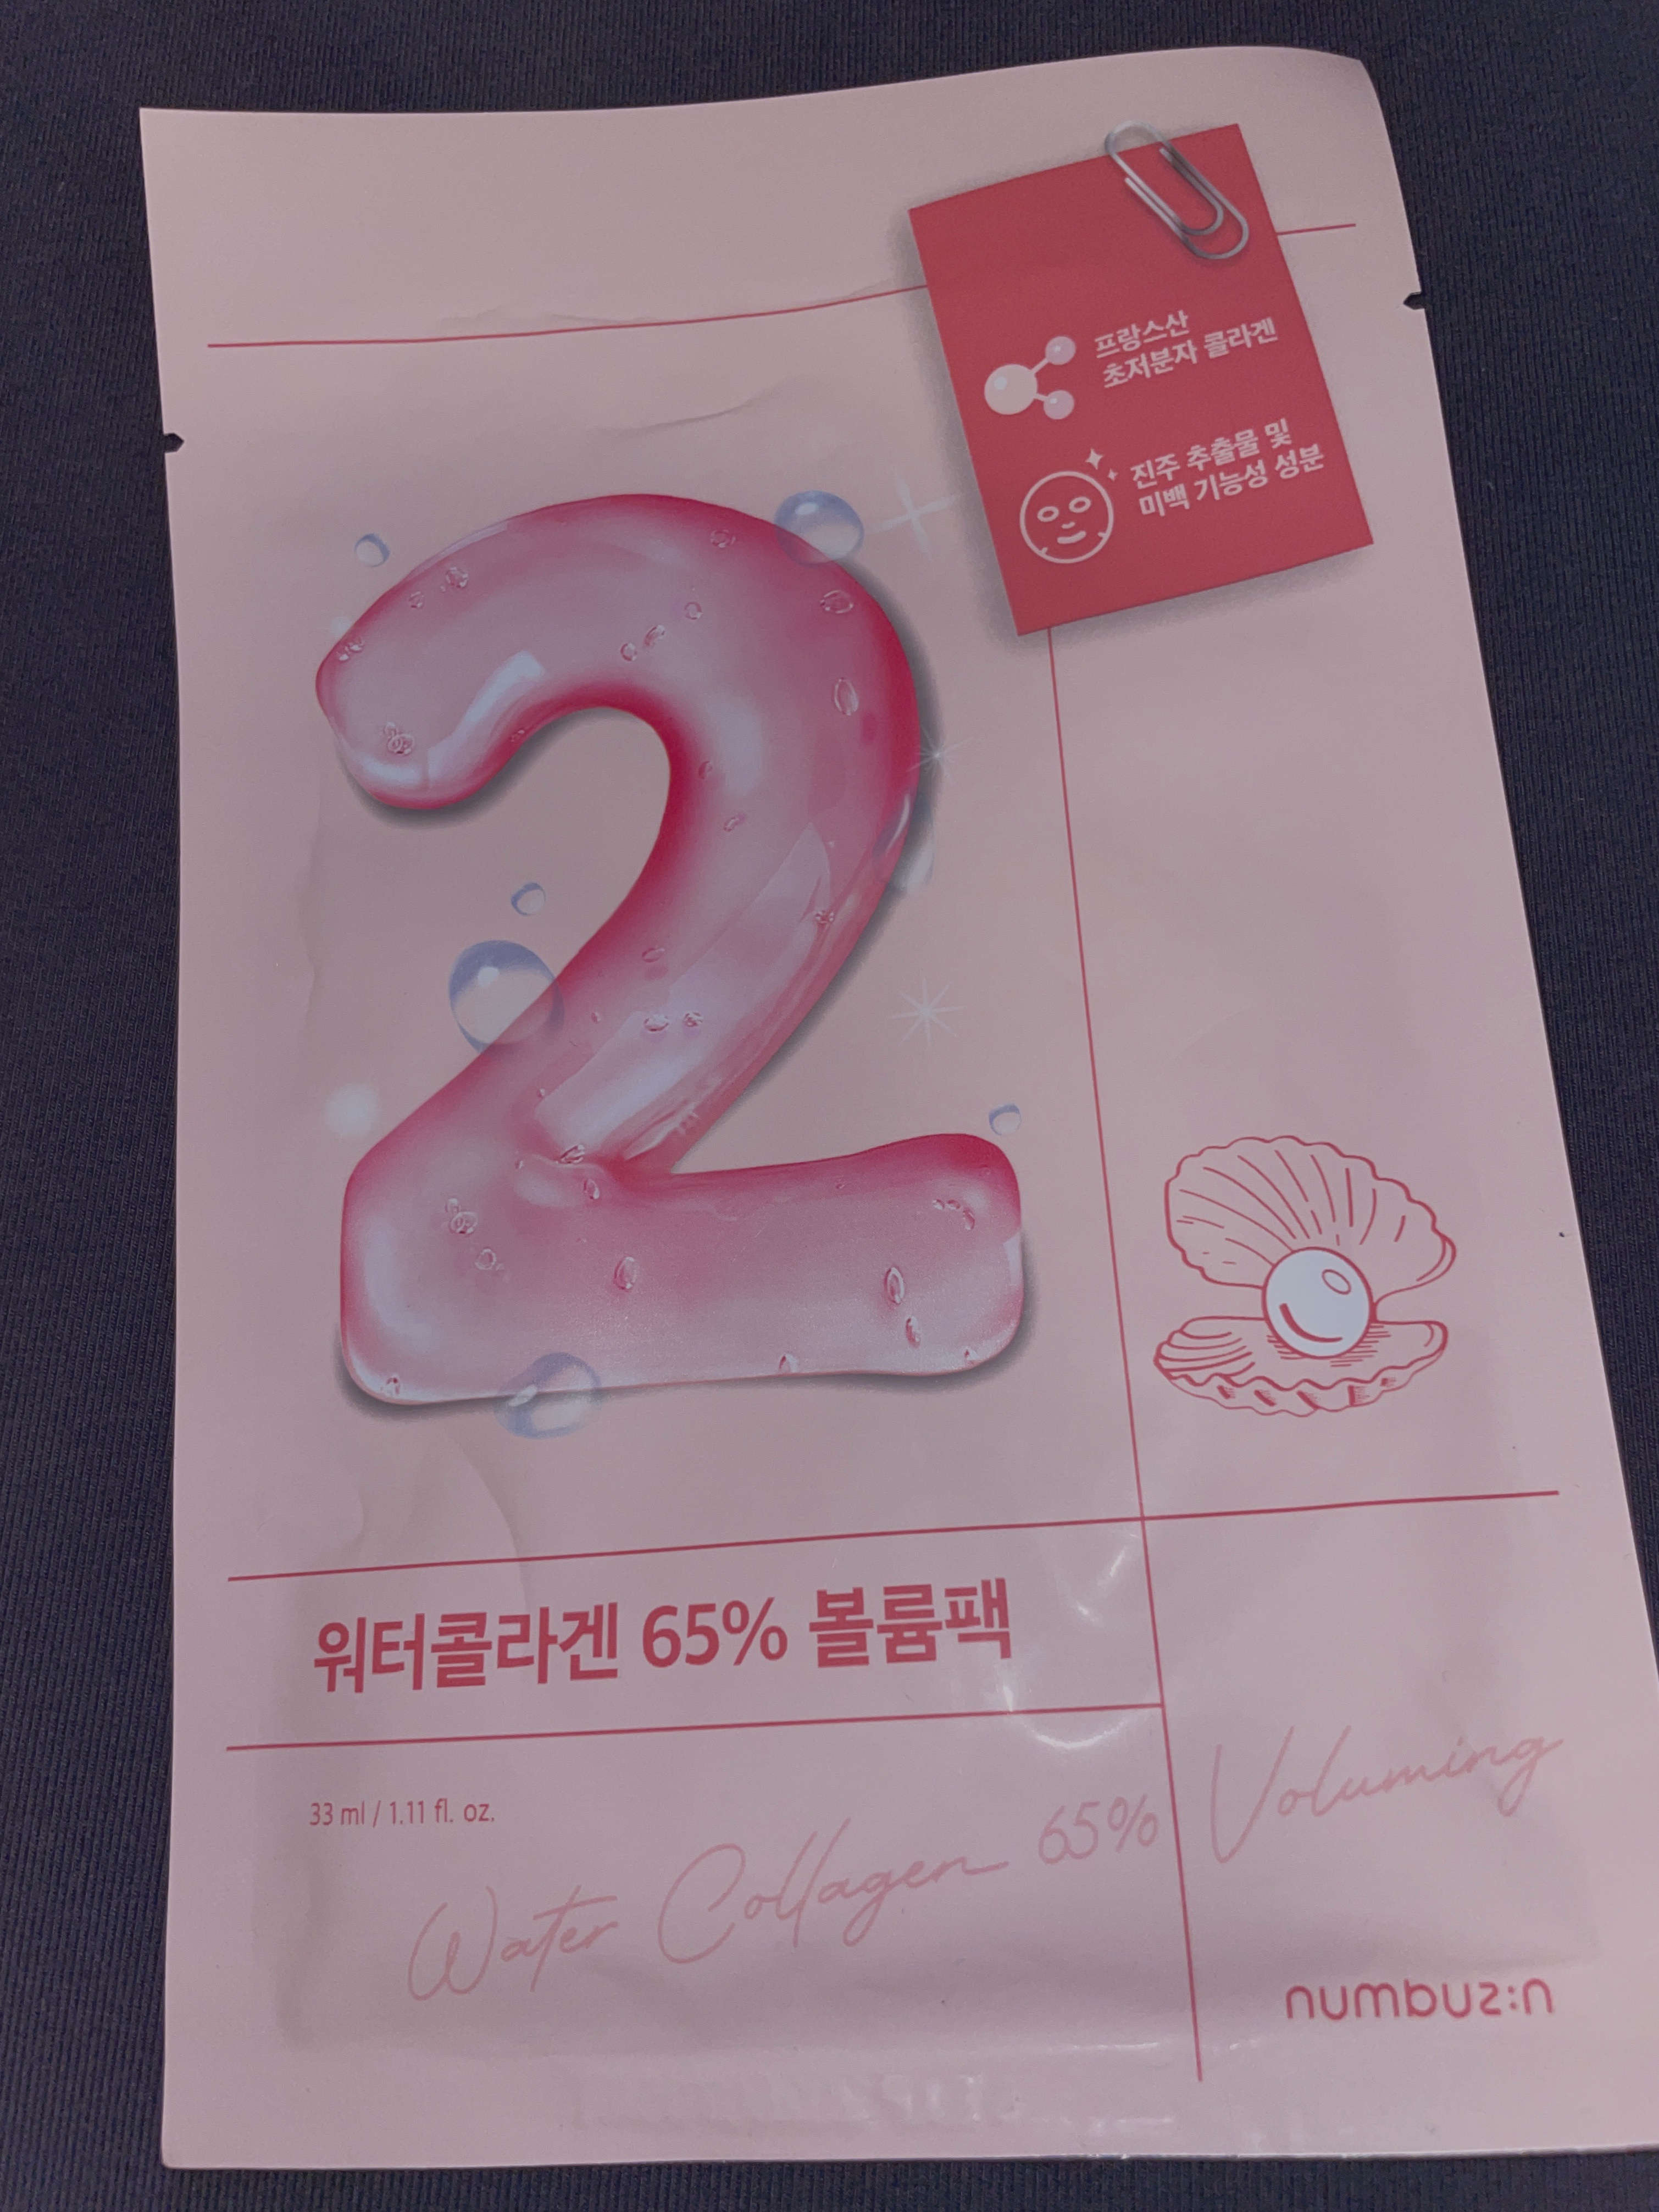 프랑스산
초저분자 콜라겐
진주 추출물 및
미백 기능성 성분
2
워터콜라겐 65% 볼륨팩
33 ml / 1.11 fl. oz.
Water Collagen 65% Voluming
numbuz:n